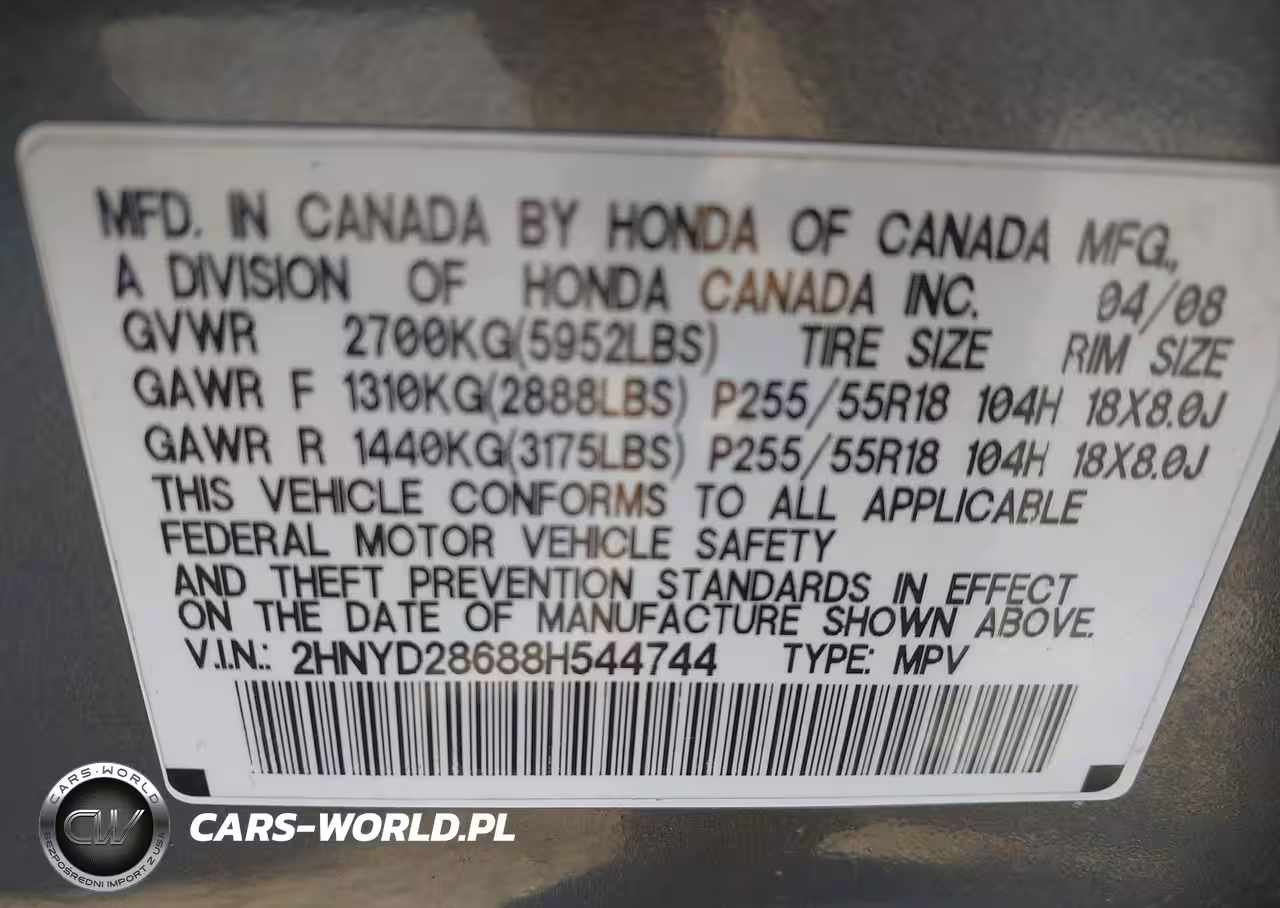 MFD. IN CANADA BY HONDA OF CANADA MFG.,
A DIVISION OF HONDA CANADA INC. 04/08
GVWR 2700KG(5952LBS) TIRE SIZE RIM SIZE
GAWR F 1310KG(2888LBS) P255/55R18 104H 18X8.0J
GAWR R 1440KG(3175LBS) P255/55R18 104H 18X8.0J
THIS VEHICLE CONFORMS TO ALL APPLICABLE
FEDERAL MOTOR VEHICLE SAFETY
AND THEFT PREVENTION STANDARDS IN EFFECT
ON THE DATE OF MANUFACTURE SHOWN ABOVE.
V.I.N.: 2HNYD28688H544744 TYPE: MPV
CARS-WORLD
CW
BEZPOŚREDNI IMPORT Z USA
CARS-WORLD.PL